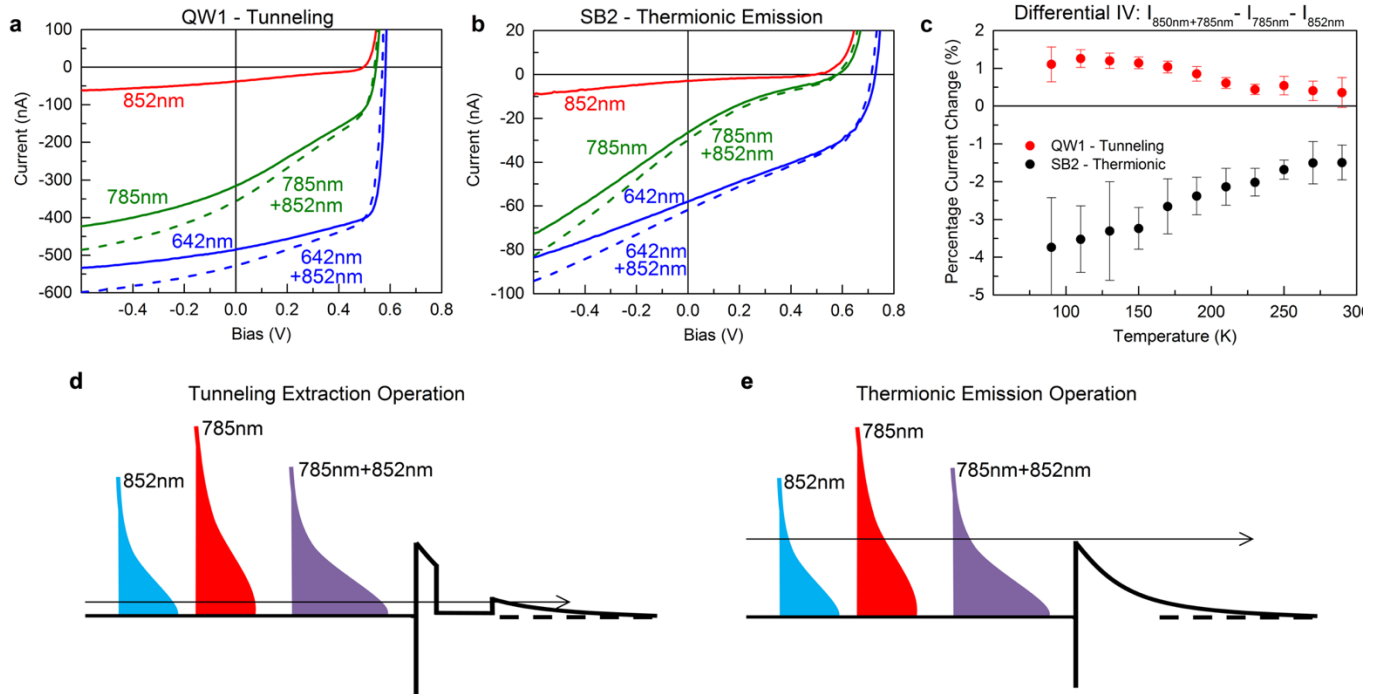 a
QW1 - Tunneling
100
0
-100
-200
-300
-400
-500
-600
Current (nA)
852nm
785nm
785nm
+852nm
642nm
642nm
+852nm
-0.4
-0.2
0.0
0.2
0.4
0.6
0.8
Bias (V)
b
SB2 - Thermionic Emission
20
0
-20
-40
-60
-80
-100
Current (nA)
852nm
785nm
785nm
+852nm
642nm
642nm
+852nm
-0.4
-0.2
0.0
0.2
0.4
0.6
0.8
Bias (V)
c
Differential IV: I850nm+785nm- I785nm- I852nm
2
1
0
-1
-2
-3
-4
-5
Percentage Current Change (%)
QW1 - Tunneling
SB2 - Thermionic
100
150
200
250
300
Temperature (K)
d
Tunneling Extraction Operation
852nm
785nm
785nm+852nm
e
Thermionic Emission Operation
852nm
785nm
785nm+852nm